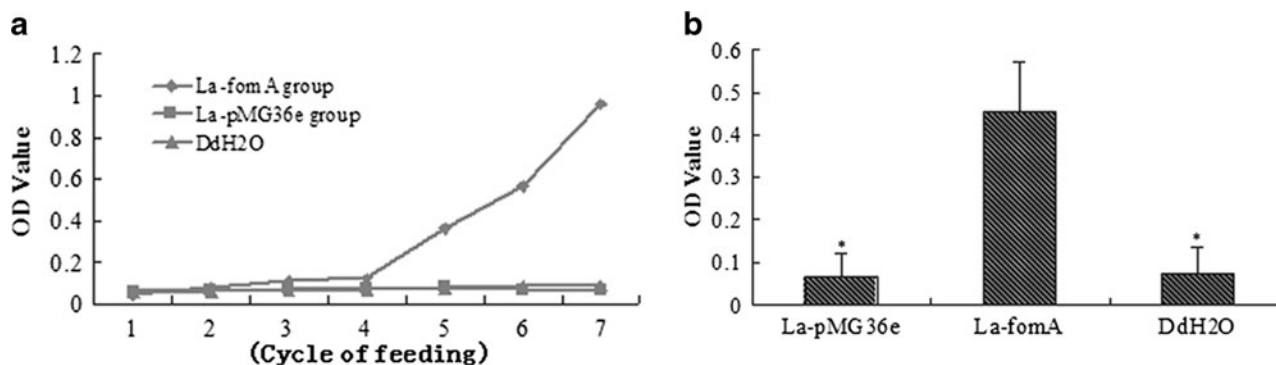 a
OD Value
1.2
1
0.8
0.6
0.4
0.2
0
La-fomA group
La-pMG36e group
DdH2O
1 2 3 4 5 6 7
(Cycle of feeding)
b
OD Value
0.6
0.5
0.4
0.3
0.2
0.1
0
* *
La-pMG36e La-fomA DdH2O